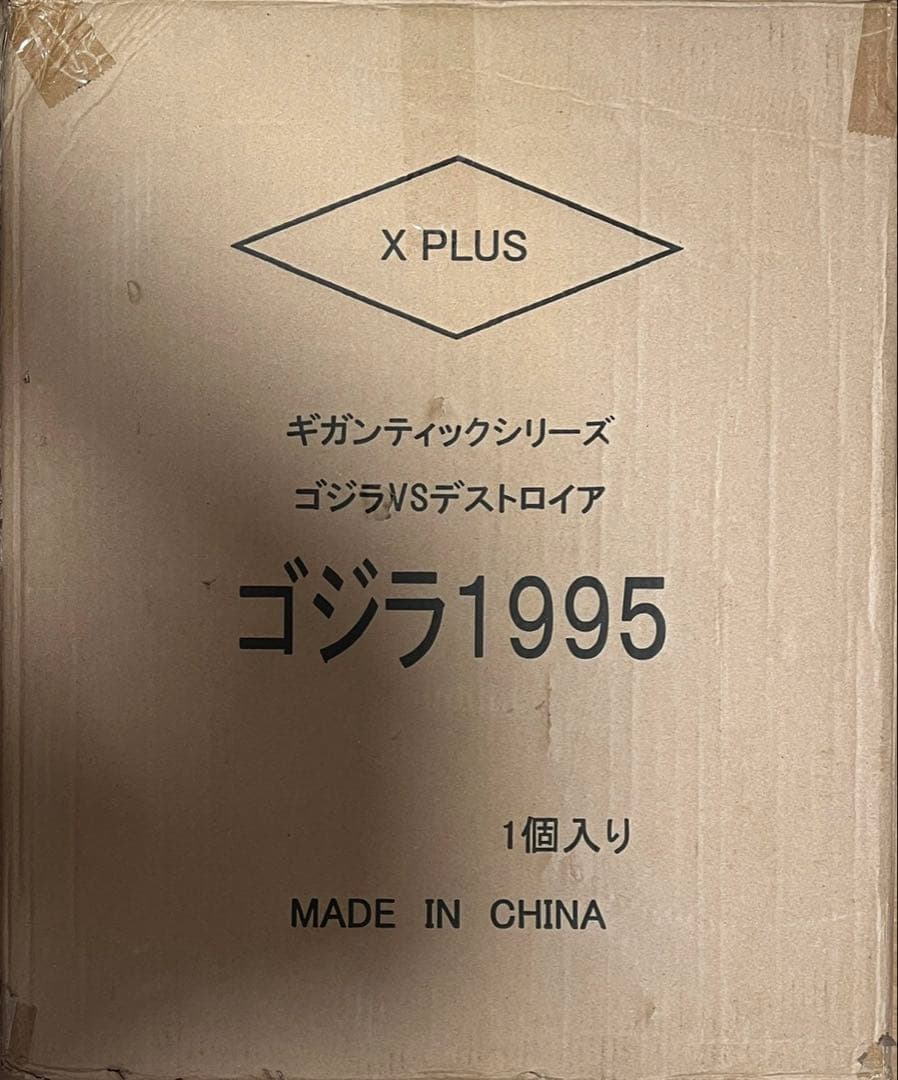 X PLUS
ギガンティックシリーズ
ゴジラVSデストロイア
ゴジラ1995
1個入り
MADE IN CHINA